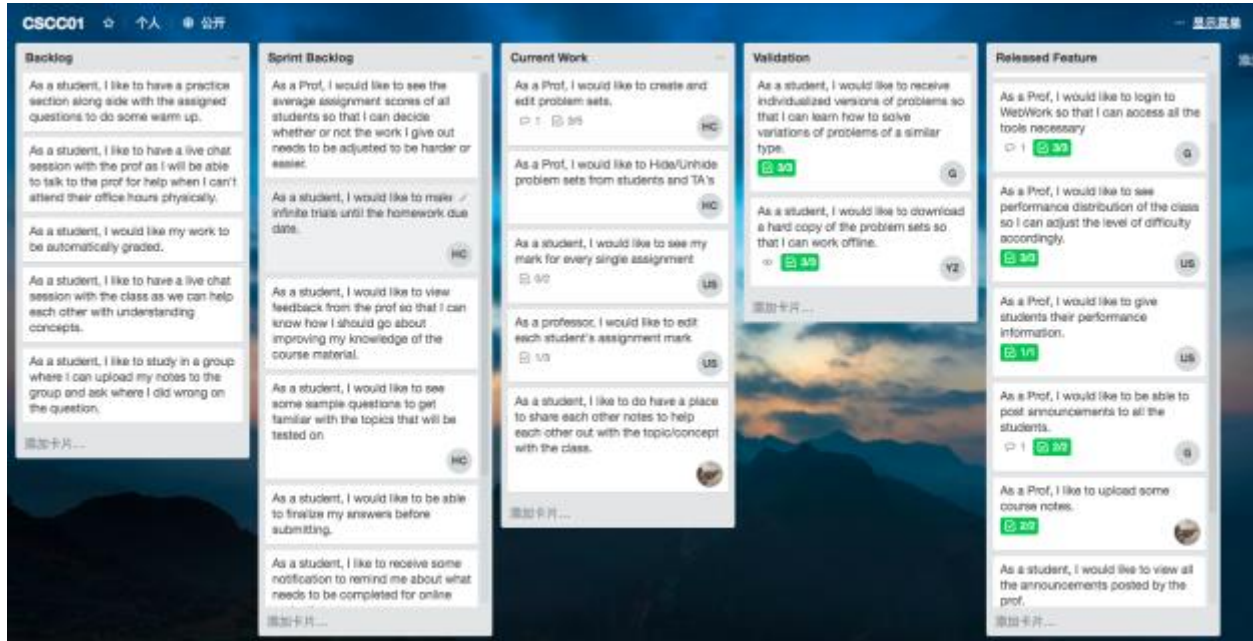 CSCC01 ☆ 个人 公开
··· 显示菜单
Backlog
As a student, I like to have a practice
section along side with the assigned
questions to do some warm up.
As a student, I like to have a live chat
session with the prof as I will be able
to talk to the prof for help when I can't
attend their office hours physically.
As a student, I would like my work to
be automatically graded.
As a student, I like to have a live chat
session with the class as we can help
each other with understanding
concepts.
As a student, I like to study in a group
where I can upload my notes to the
group and ask where I did wrong on
the question.
添加卡片...
Sprint Backlog
As a Prof, I would like to see the
average assignment scores of all
students so that I can decide
whether or not the work I give out
needs to be adjusted to be harder or
easier.
As a student, I would like to make
infinite trials until the homework due
date.
HC
As a student, I would like to view
feedback from the prof so that I can
know how I should go about
improving my knowledge of the
course material.
As a student, I would like to see
some sample questions to get
familiar with the topics that will be
tested on
HC
As a student, I would like to be able
to finalize my answers before
submitting.
As a student, I like to receive some
notification to remind me about what
needs to be completed for online
添加卡片...
Current Work
As a Prof, I would like to create and
edit problem sets.
1 3/5
HC
As a Prof, I would like to Hide/Unhide
problem sets from students and TA's
HC
As a student, I would like to see my
mark for every single assignment
0/2
US
As a professor, I would like to edit
each student's assignment mark
1/3
US
As a student, I like to do have a place
to share each other notes to help
each other out with the topic/concept
with the class.
添加卡片...
Validation
As a student, I would like to receive
individualized versions of problems so
that I can learn how to solve
variations of problems of a similar
type.
3/3
G
As a student, I would like to download
a hard copy of the problem sets so
that I can work offline.
3/3
YZ
添加卡片...
Released Feature
As a Prof, I would like to login to
WebWork so that I can access all the
tools necessary
1 3/3
G
As a Prof, I would like to see
performance distribution of the class
so I can adjust the level of difficulty
accordingly.
3/3
US
As a Prof, I would like to give
students their performance
information.
1/1
US
As a Prof, I would like to be able to
post announcements to all the
students.
1 2/2
G
As a Prof, I like to upload some
course notes.
2/2
As a student, I would like to view all
the announcements posted by the
prof.
添加卡片...